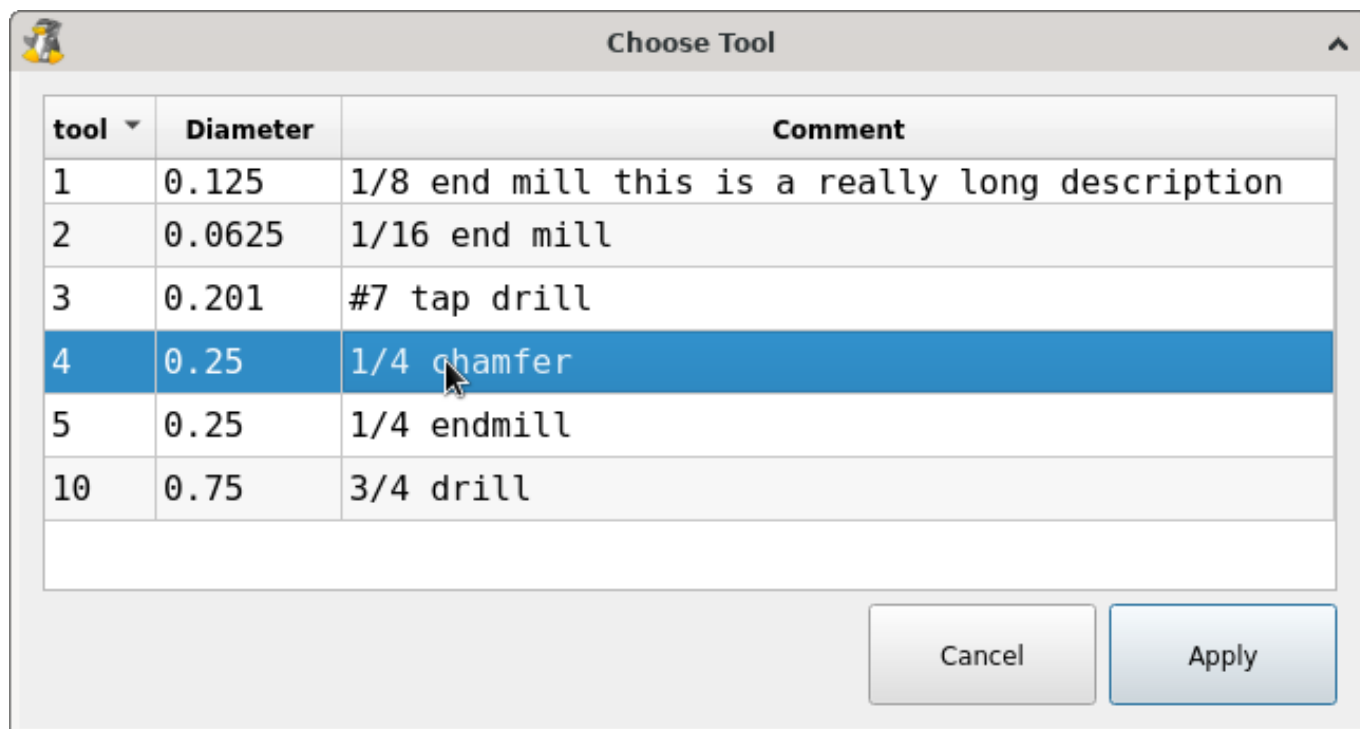 Choose Tool
tool Diameter Comment
1 0.125 1/8 end mill this is a really long description
2 0.0625 1/16 end mill
3 0.201 #7 tap drill
4 0.25 1/4 chamfer
5 0.25 1/4 endmill
10 0.75 3/4 drill
Cancel Apply